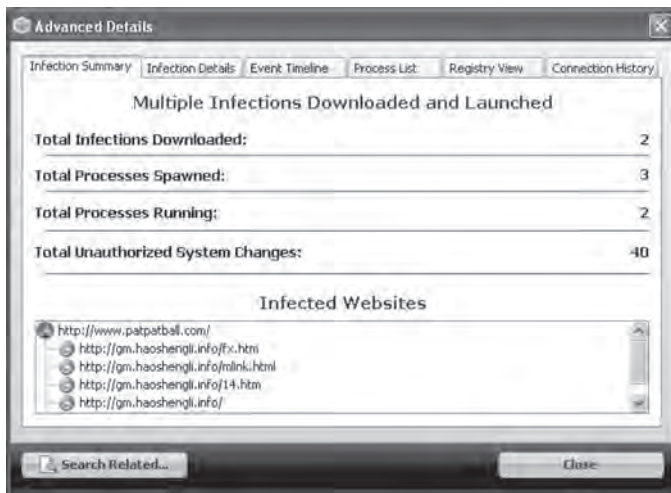 Advanced Details
Infection Summary Infection Details Event Timeline Process List Registry View Connection History
Multiple Infections Downloaded and Launched
Total Infections Downloaded: 2
Total Processes Spawned: 3
Total Processes Running: 2
Total Unauthorized System Changes: 40
Infected Websites
http://www.patpatball.com/
http://gm.haoshengli.info/fx.htm
http://gm.haoshengli.info/mlink.html
http://gm.haoshengli.info/14.htm
http://gm.haoshengli.info/
Search Related... Close